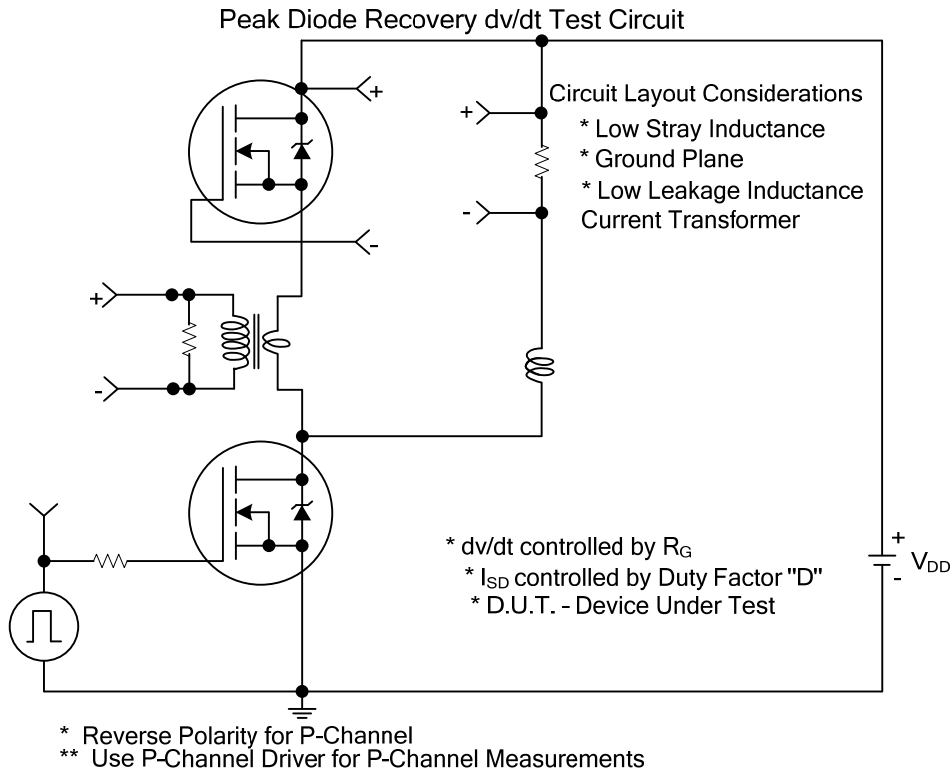 Peak Diode Recovery dv/dt Test Circuit
+
-
+
-
Circuit Layout Considerations
* Low Stray Inductance
* Ground Plane
* Low Leakage Inductance
Current Transformer
+
-
* dv/dt controlled by RG
* ISD controlled by Duty Factor "D"
* D.U.T. - Device Under Test
+
VDD
-
* Reverse Polarity for P-Channel
** Use P-Channel Driver for P-Channel Measurements